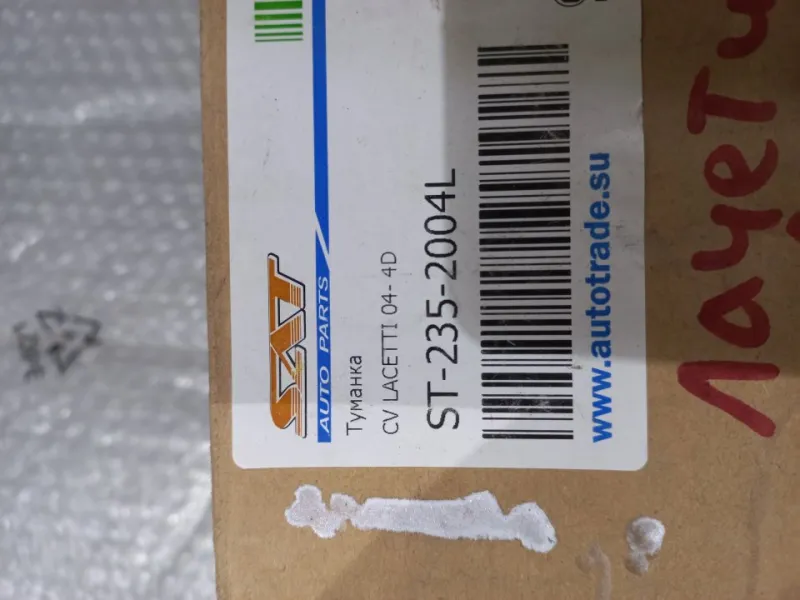 SAT
AUTO PARTS
Туманка
CV LACETTI 04- 4D
ST-235-2004L
www.autotrade.su
Лачетти